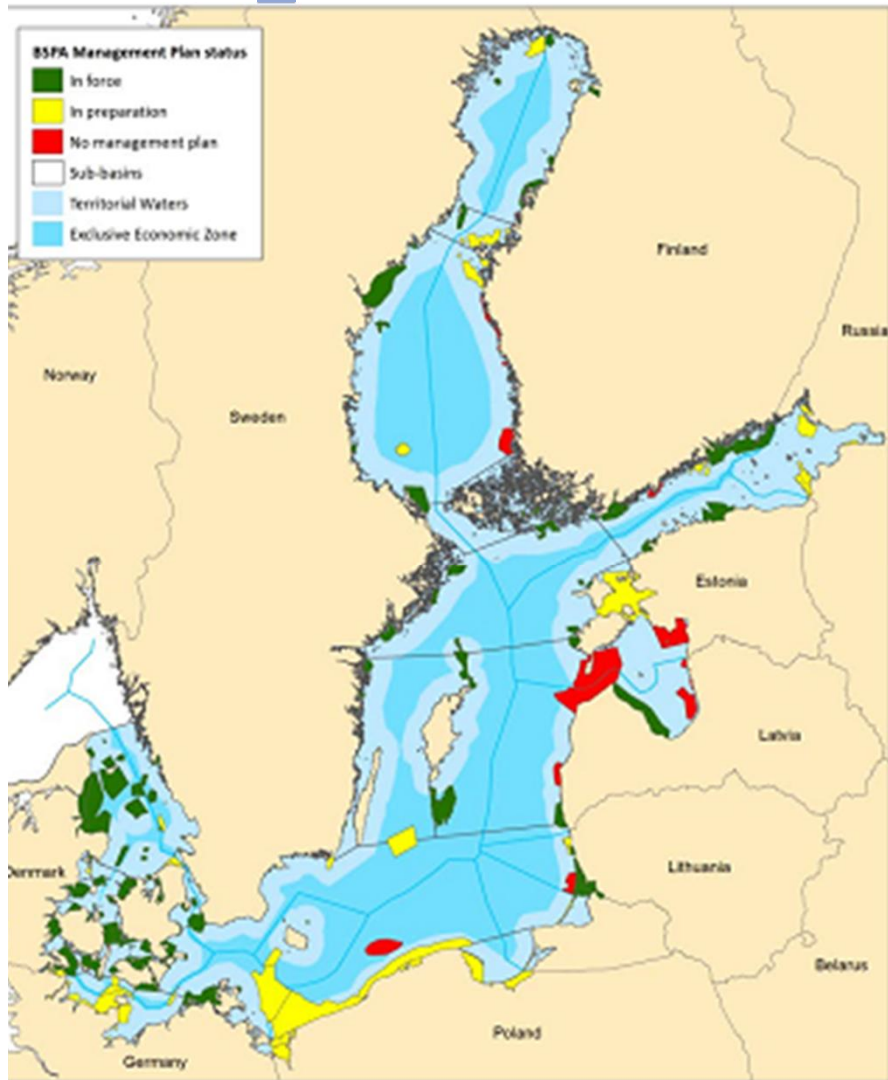 BSPA Management Plan status
In force
In preparation
No management plan
Sub-basins
Territorial Waters
Exclusive Economic Zone
Finland
Russia
Norway
Sweden
Estonia
Latvia
Denmark
Lithuania
Belarus
Poland
Germany